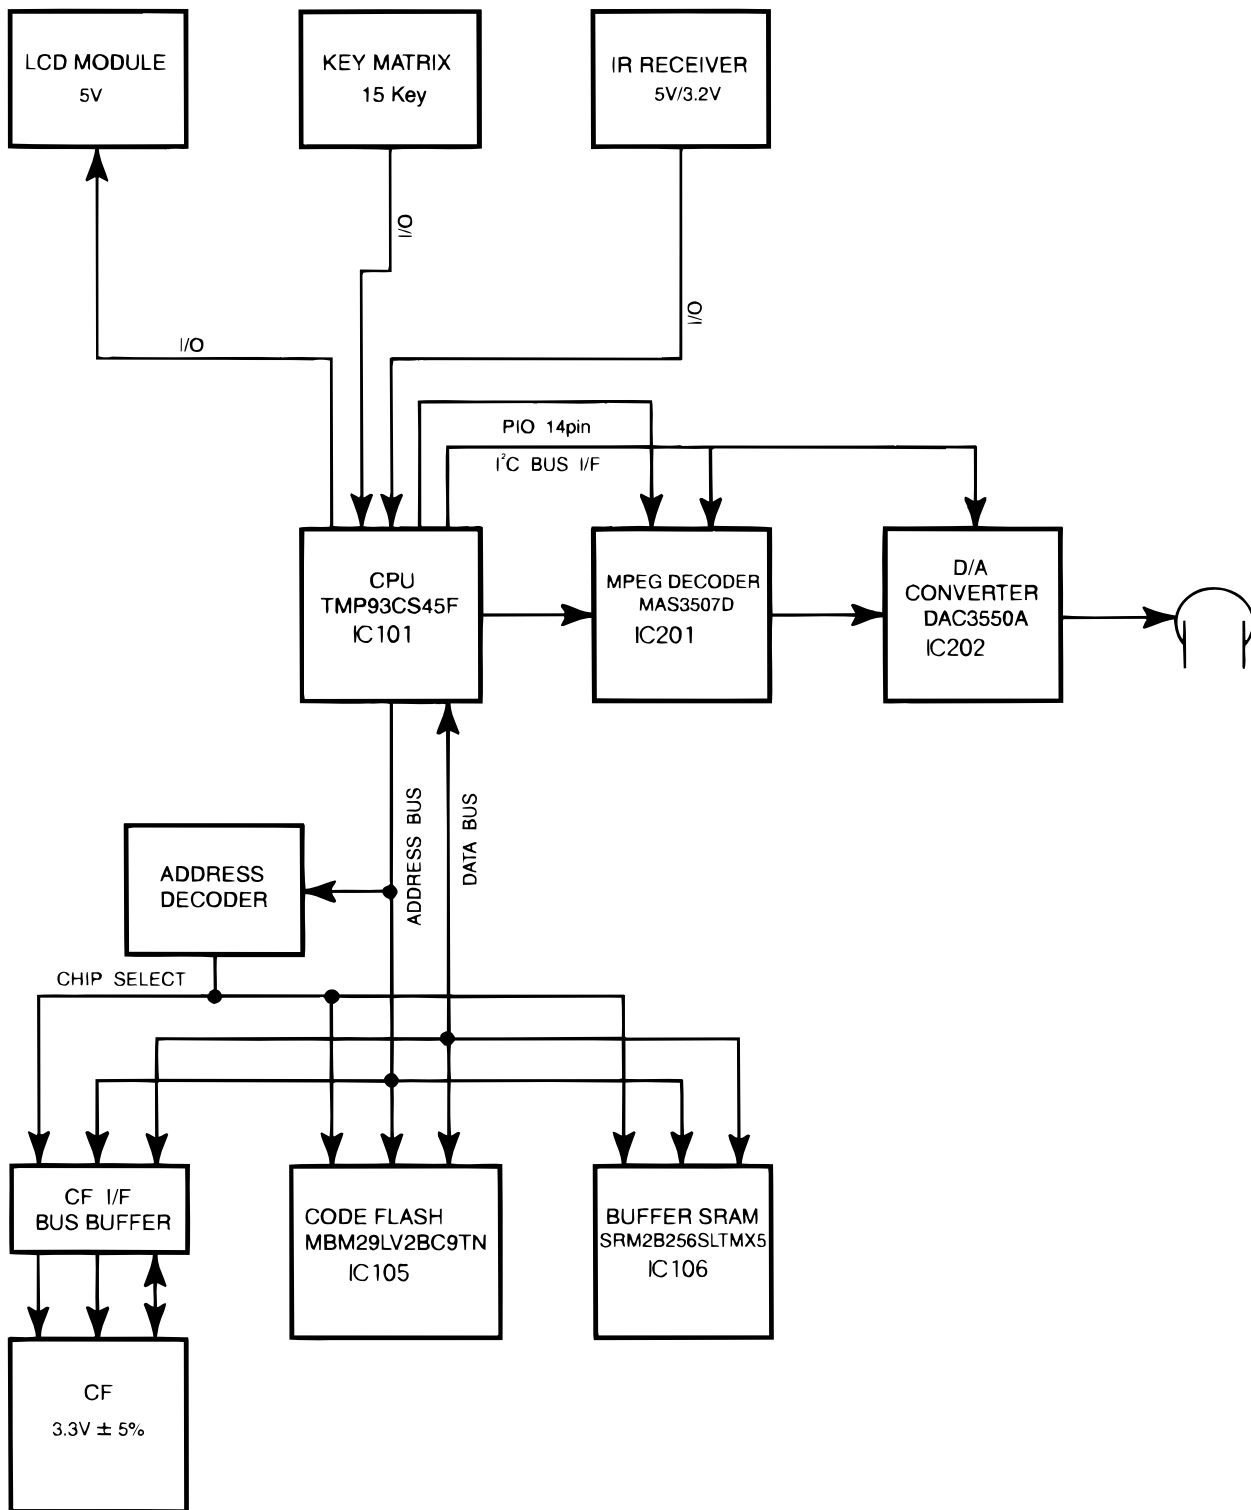 LCD MODULE
5V
KEY MATRIX
15 Key
IR RECEIVER
5V/3.2V
I/O
I/O
I/O
PIO 14pin
I²C BUS I/F
CPU
TMP93CS45F
IC101
MPEG DECODER
MAS3507D
IC201
D/A
CONVERTER
DAC3550A
IC202
ADDRESS BUS
DATA BUS
ADDRESS
DECODER
CHIP SELECT
CF I/F
BUS BUFFER
CODE FLASH
MBM29LV2BC9TN
IC105
BUFFER SRAM
SRM2B256SLTMX5
IC106
CF
3.3V ± 5%